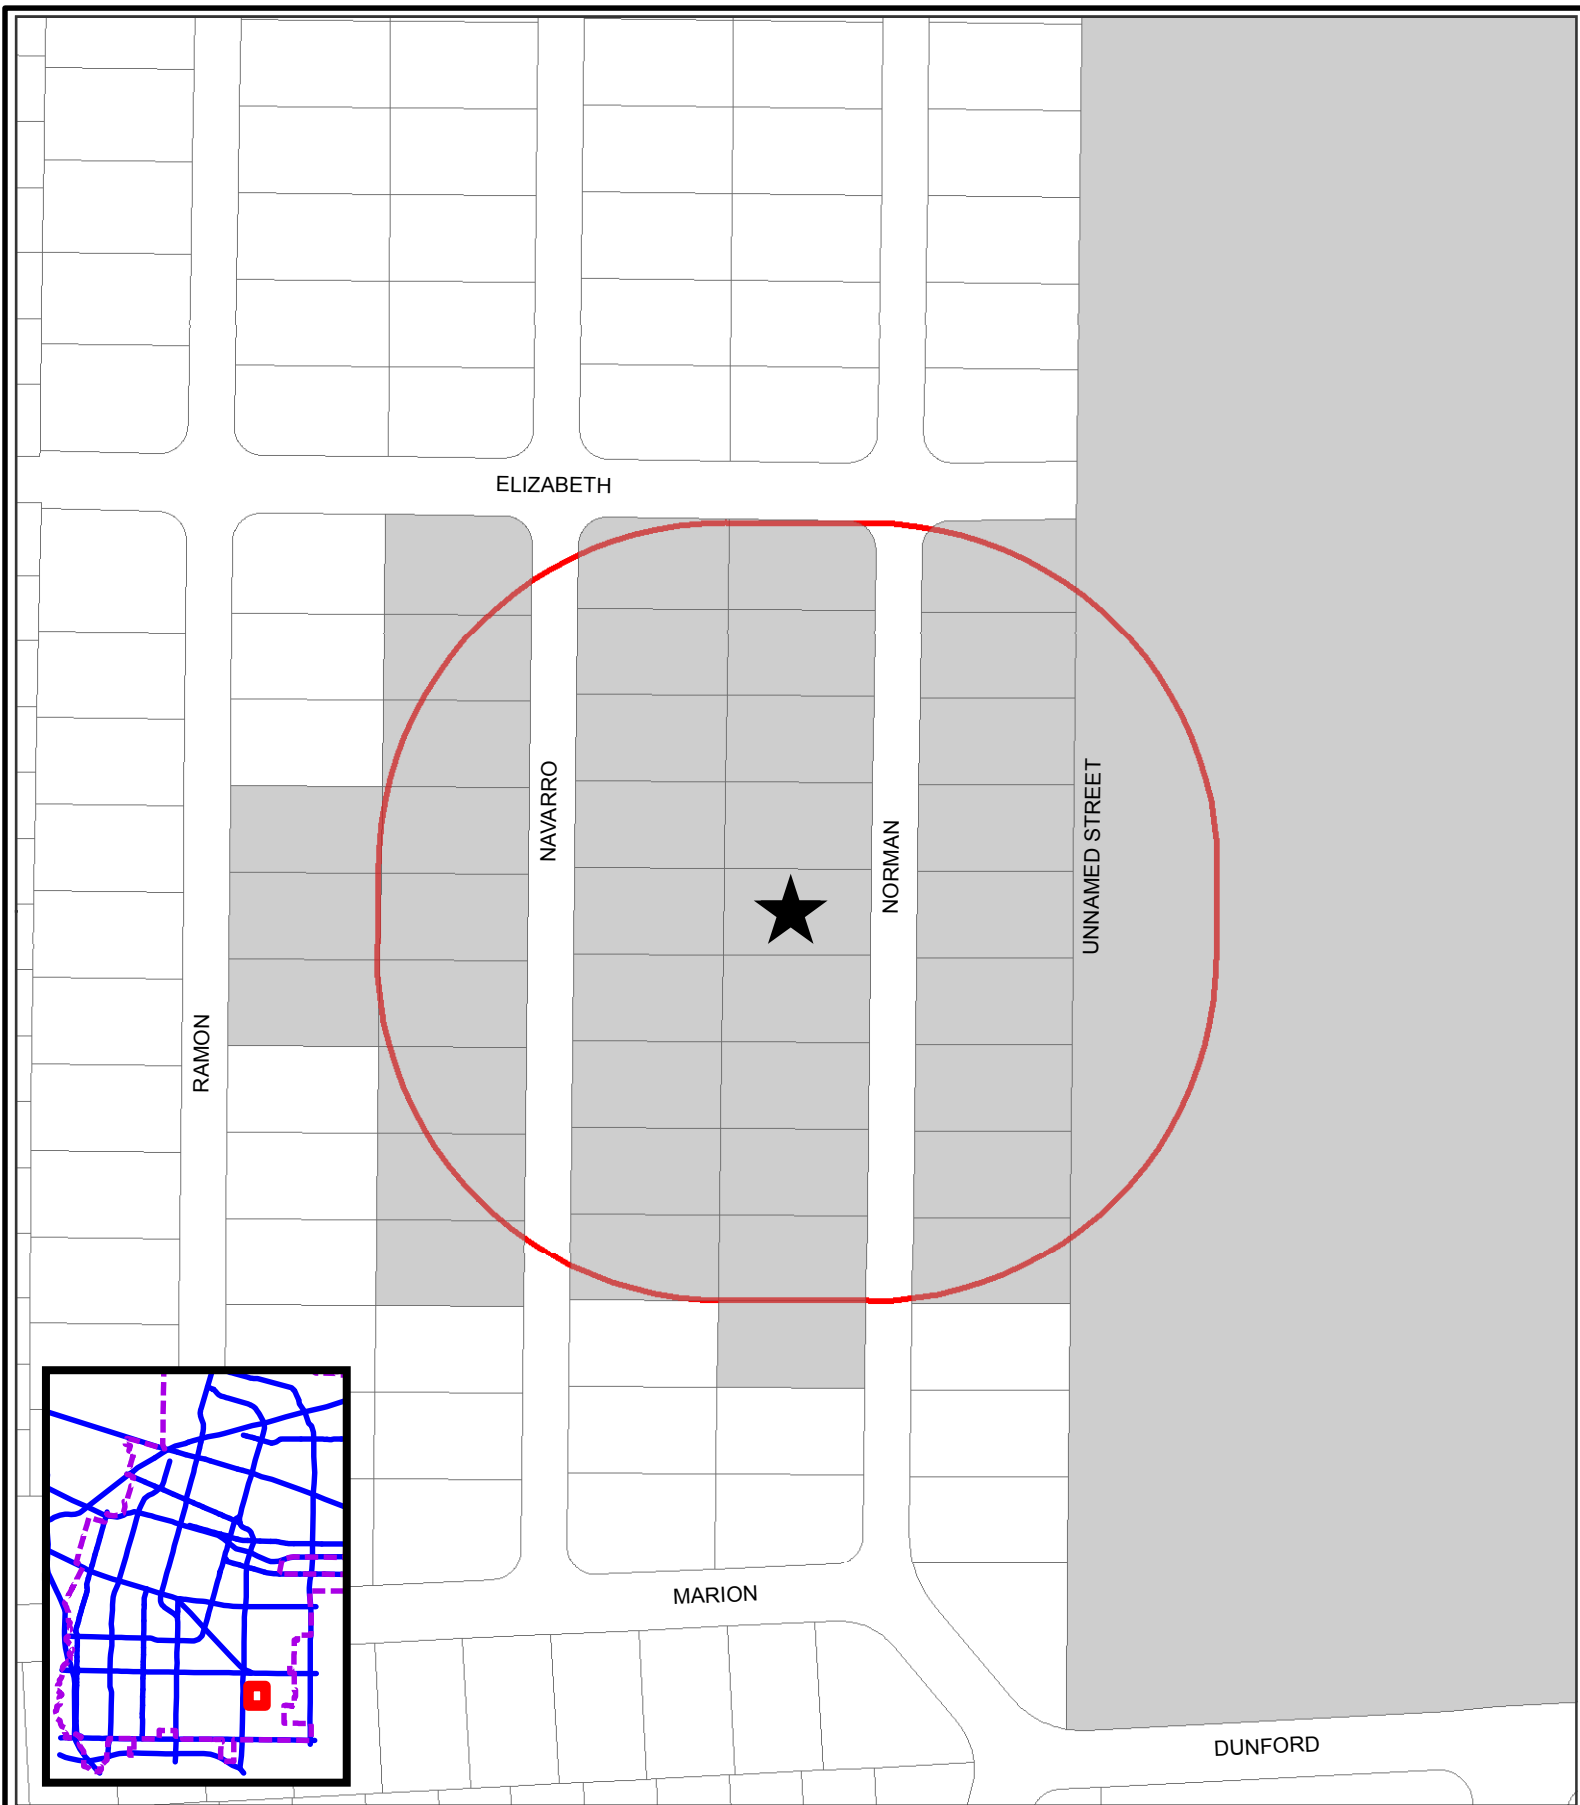 ELIZABETH
NAVARRO
UNNAMED STREET
NORMAN
RAMON
MARION
DUNFORD